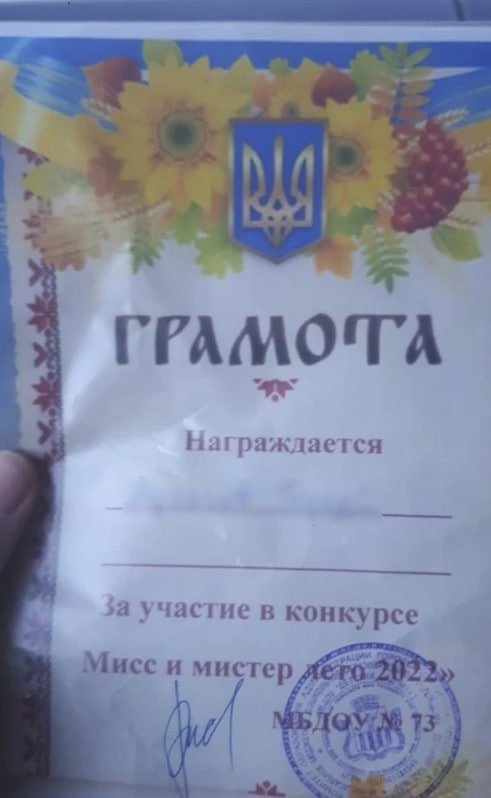 ГРАМОТА
Награждается
За участие в конкурсе
Мисс и мистер лето 2022»
МБДОУ № 73